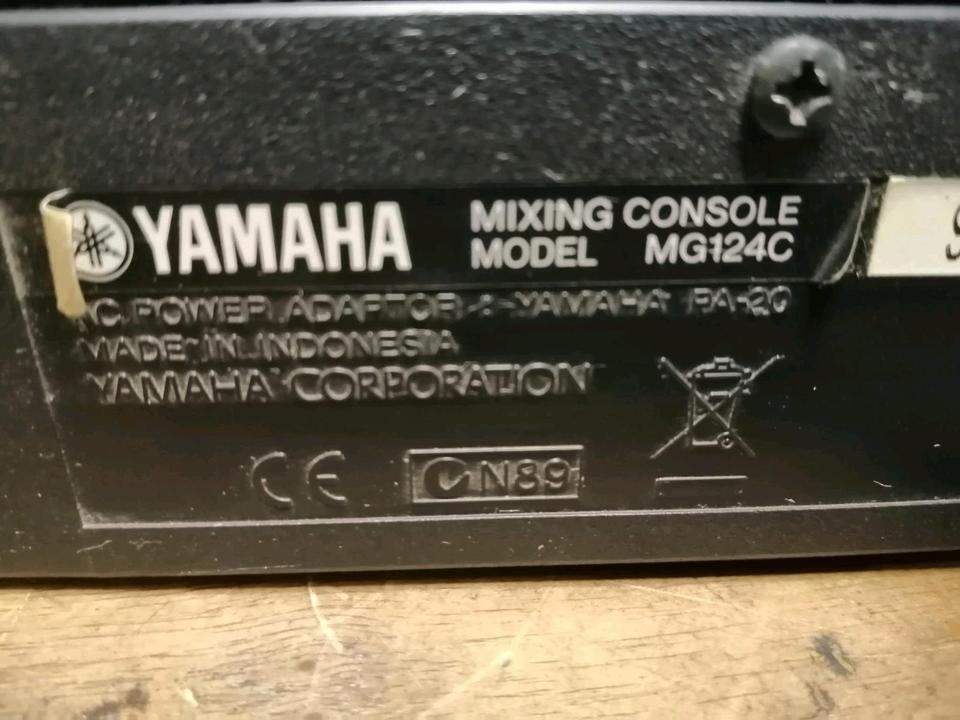 YAMAHA MIXING CONSOLE
MODEL MG124C
AC POWER ADAPTOR : YAMAHA PA-20
MADE IN INDONESIA
YAMAHA CORPORATION
CE N89